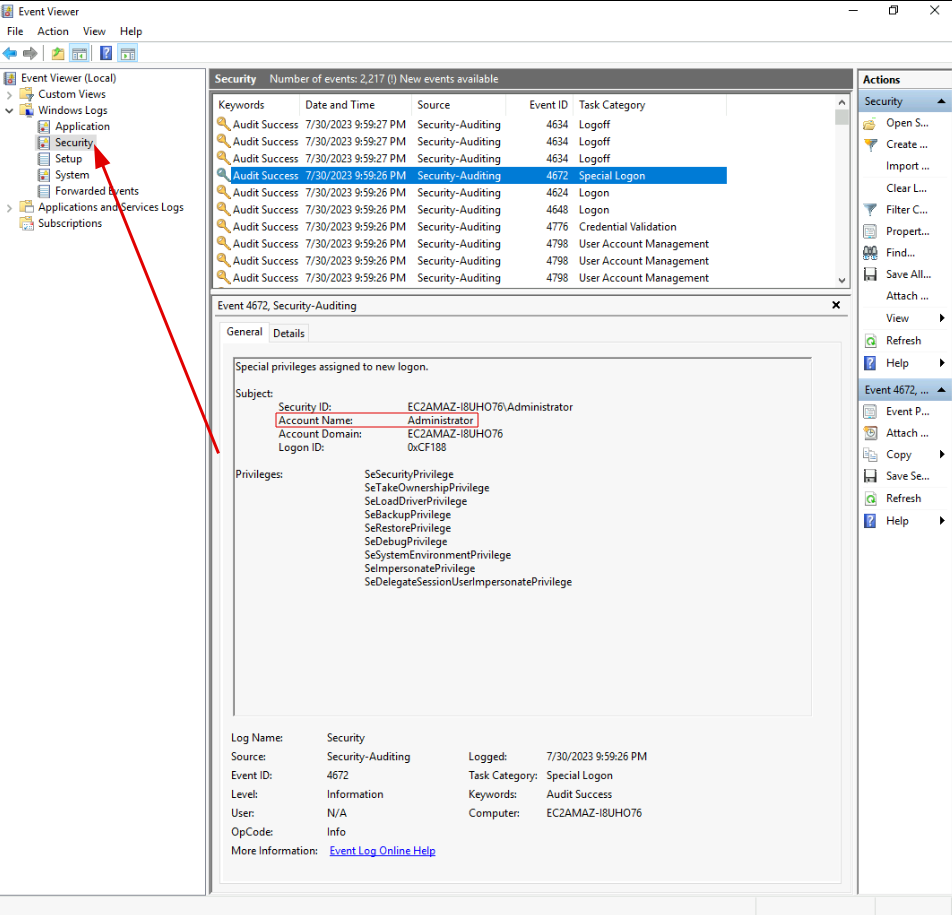 Event Viewer
File Action View Help
Event Viewer (Local)
Custom Views
Windows Logs
Application
Security
Setup
System
Forwarded Events
Applications and Services Logs
Subscriptions
Security Number of events: 2,217 (!) New events available
Keywords Date and Time Source Event ID Task Category
Audit Success 7/30/2023 9:59:27 PM Security-Auditing 4634 Logoff
Audit Success 7/30/2023 9:59:27 PM Security-Auditing 4634 Logoff
Audit Success 7/30/2023 9:59:26 PM Security-Auditing 4634 Logoff
Audit Success 7/30/2023 9:59:26 PM Security-Auditing 4672 Special Logon
Audit Success 7/30/2023 9:59:26 PM Security-Auditing 4624 Logon
Audit Success 7/30/2023 9:59:26 PM Security-Auditing 4648 Logon
Audit Success 7/30/2023 9:59:26 PM Security-Auditing 4776 Credential Validation
Audit Success 7/30/2023 9:59:26 PM Security-Auditing 4798 User Account Management
Audit Success 7/30/2023 9:59:26 PM Security-Auditing 4798 User Account Management
Audit Success 7/30/2023 9:59:26 PM Security-Auditing 4798 User Account Management
Event 4672, Security-Auditing
General Details
Special privileges assigned to new logon.
Subject:
Security ID: EC2AMAZ-I8UHO76\Administrator
Account Name: Administrator
Account Domain: EC2AMAZ-I8UHO76
Logon ID: 0xCF188
Privileges: SeSecurityPrivilege
SeTakeOwnershipPrivilege
SeLoadDriverPrivilege
SeBackupPrivilege
SeRestorePrivilege
SeDebugPrivilege
SeSystemEnvironmentPrivilege
SeImpersonatePrivilege
SeDelegateSessionUserImpersonatePrivilege
Log Name: Security
Source: Security-Auditing Logged: 7/30/2023 9:59:26 PM
Event ID: 4672 Task Category: Special Logon
Level: Information Keywords: Audit Success
User: N/A Computer: EC2AMAZ-I8UHO76
OpCode: Info
More Information: Event Log Online Help
Actions
Security
Open S...
Create ...
Import ...
Clear L...
Filter C...
Propert...
Find...
Save All...
Attach ...
View
Refresh
Help
Event 4672, ...
Event P...
Attach ...
Copy
Save Se...
Refresh
Help